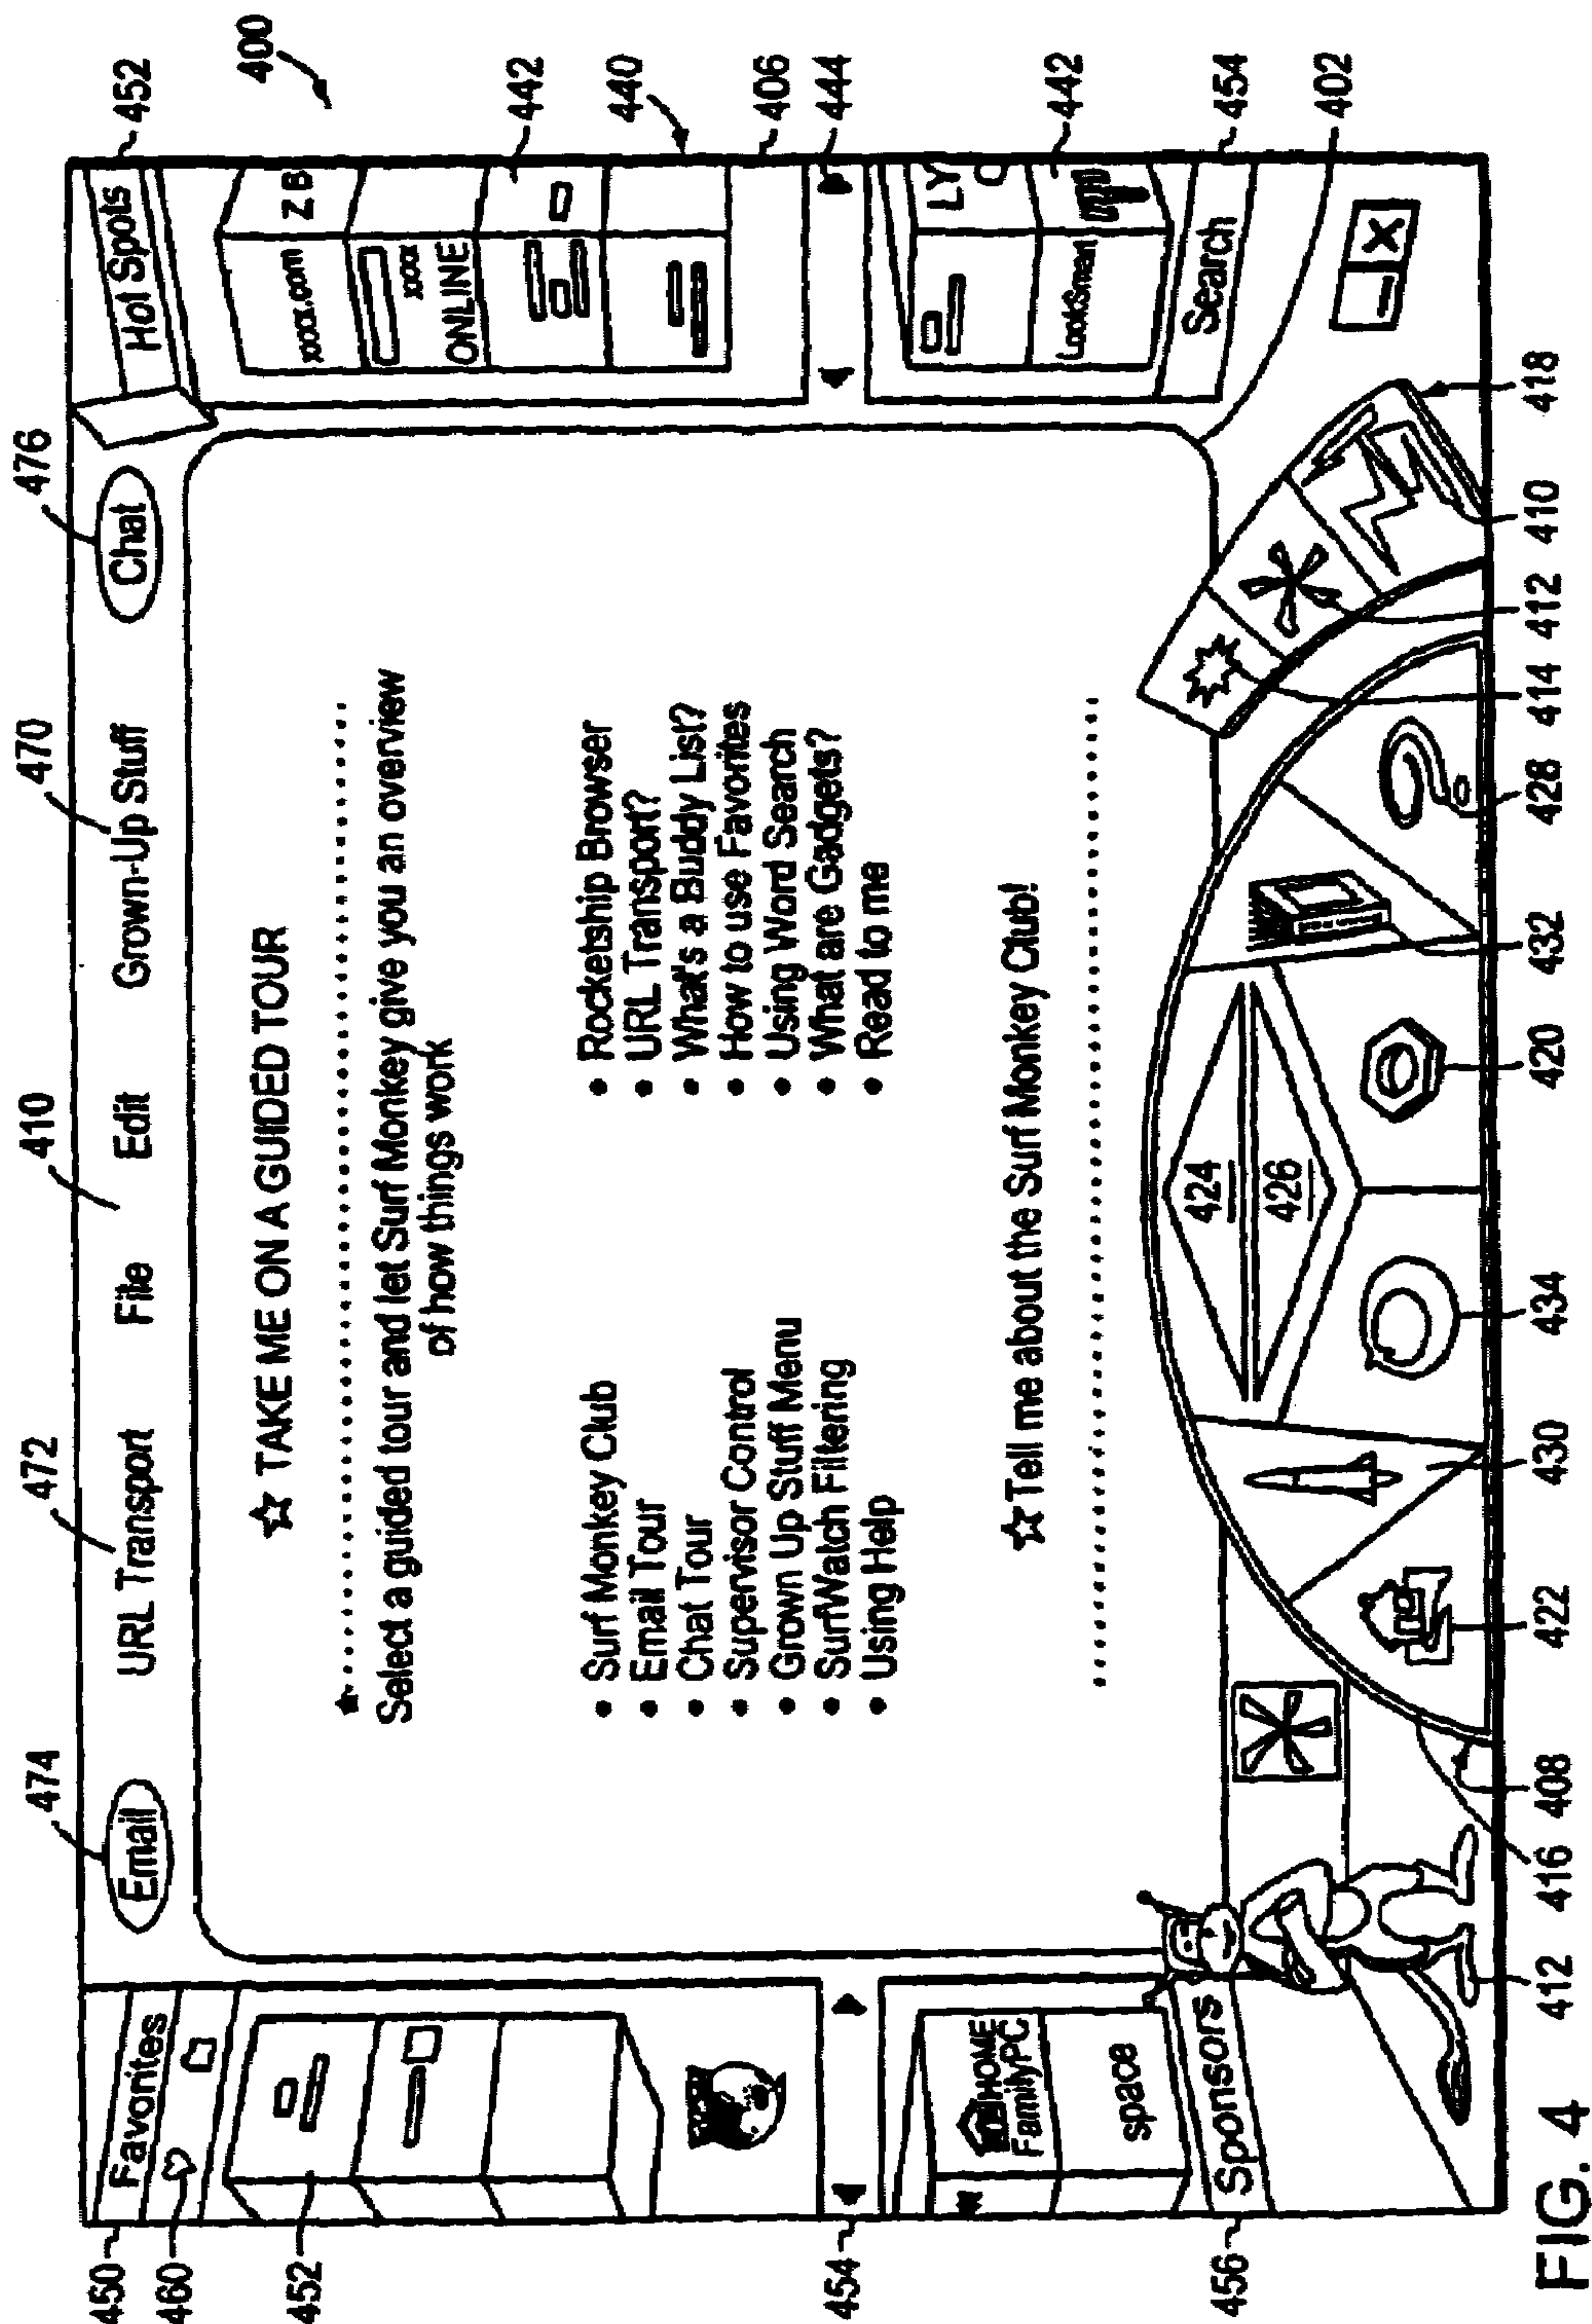 474
472
410
470
476
400
450
460
452
454
456
452
442
440
406
444
442
454
402
Favorites
Email
URL Transport
File
Edit
Grown-Up Stuff
Chat
Hot Spots
☆ TAKE ME ON A GUIDED TOUR
Select a guided tour and let Surf Monkey give you an overview
of how things work
• Surf Monkey Club
• Email Tour
• Chat Tour
• Supervisor Control
• Grown Up Stuff Menu
• SurfWatch Filtering
• Using Help
• Rocketship Browser
• URL Transport?
• What's a Buddy List?
• How to use Favorites
• Using Word Search
• What are Gadgets?
• Read to me
☆ Tell me about the Surf Monkey Club!
xxxx.com
Z B
xxxx
ONLINE
LY
LookSmart
Search
HOME
FamilyPC
space
Sponsors
424
426
X
412
416
408
422
430
434
420
432
428
414
412
410
418
FIG. 4